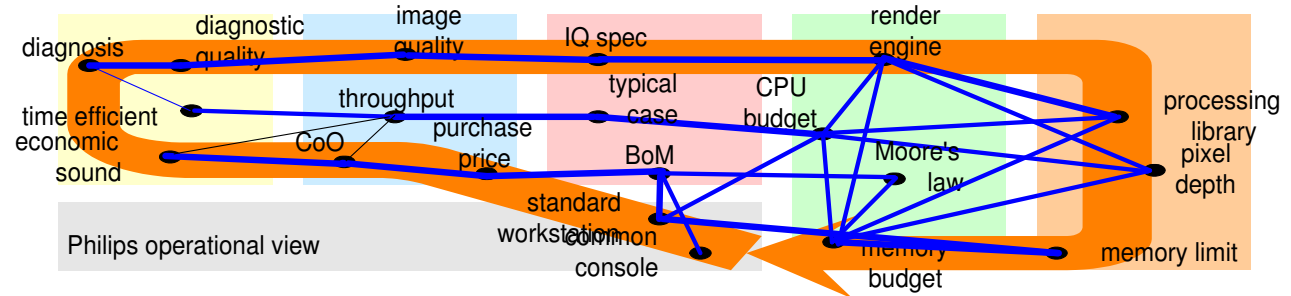 diagnosis
diagnostic
quality
image
quality
IQ spec
render
engine
time efficient
throughput
typical
case
CPU
budget
processing
library
economic
sound
CoO
purchase
price
BoM
Moore's
law
pixel
depth
standard
workstation
common
console
Philips operational view
memory
budget
memory limit